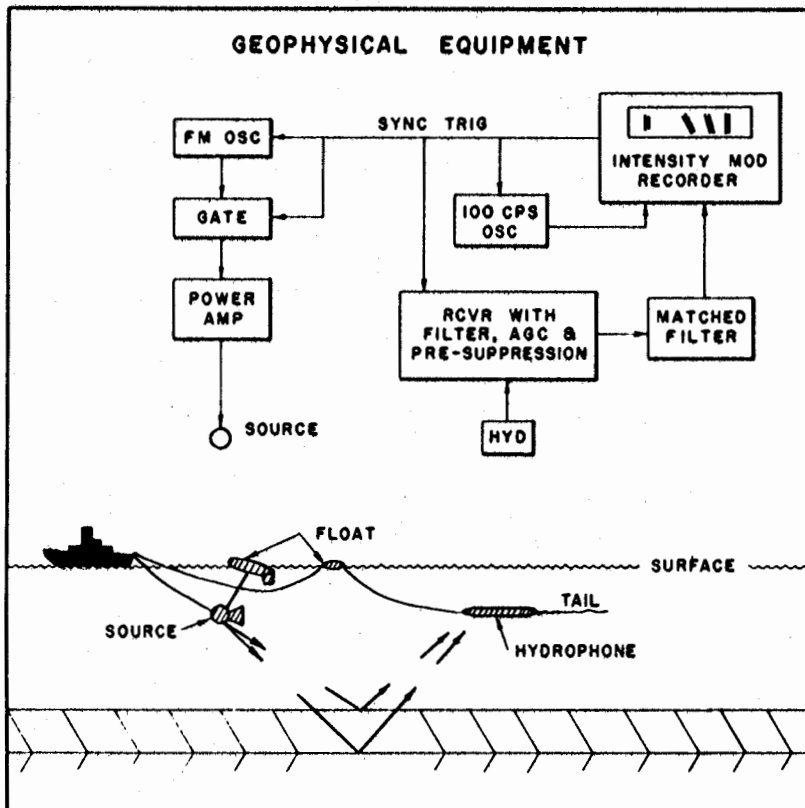 GEOPHYSICAL EQUIPMENT
FM OSC
SYNC TRIG
INTENSITY MOD
RECORDER
GATE
100 CPS
OSC
POWER
AMP
RCVR WITH
FILTER, AGC &
PRE-SUPPRESSION
MATCHED
FILTER
SOURCE
HYD
FLOAT
SURFACE
SOURCE
TAIL
HYDROPHONE